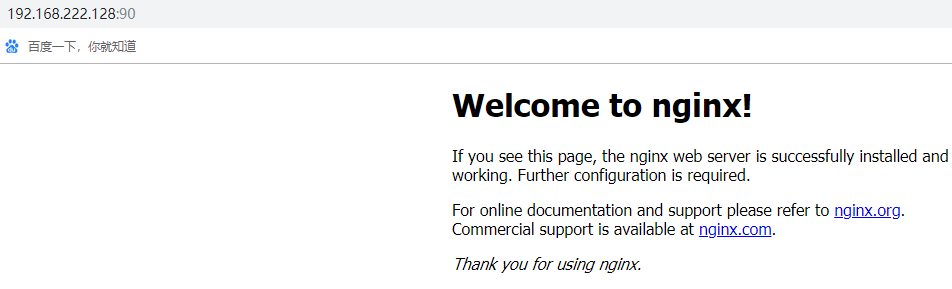 192.168.222.128:90
百度一下，你就知道
Welcome to nginx!
If you see this page, the nginx web server is successfully installed and
working. Further configuration is required.
For online documentation and support please refer to nginx.org.
Commercial support is available at nginx.com.
Thank you for using nginx.